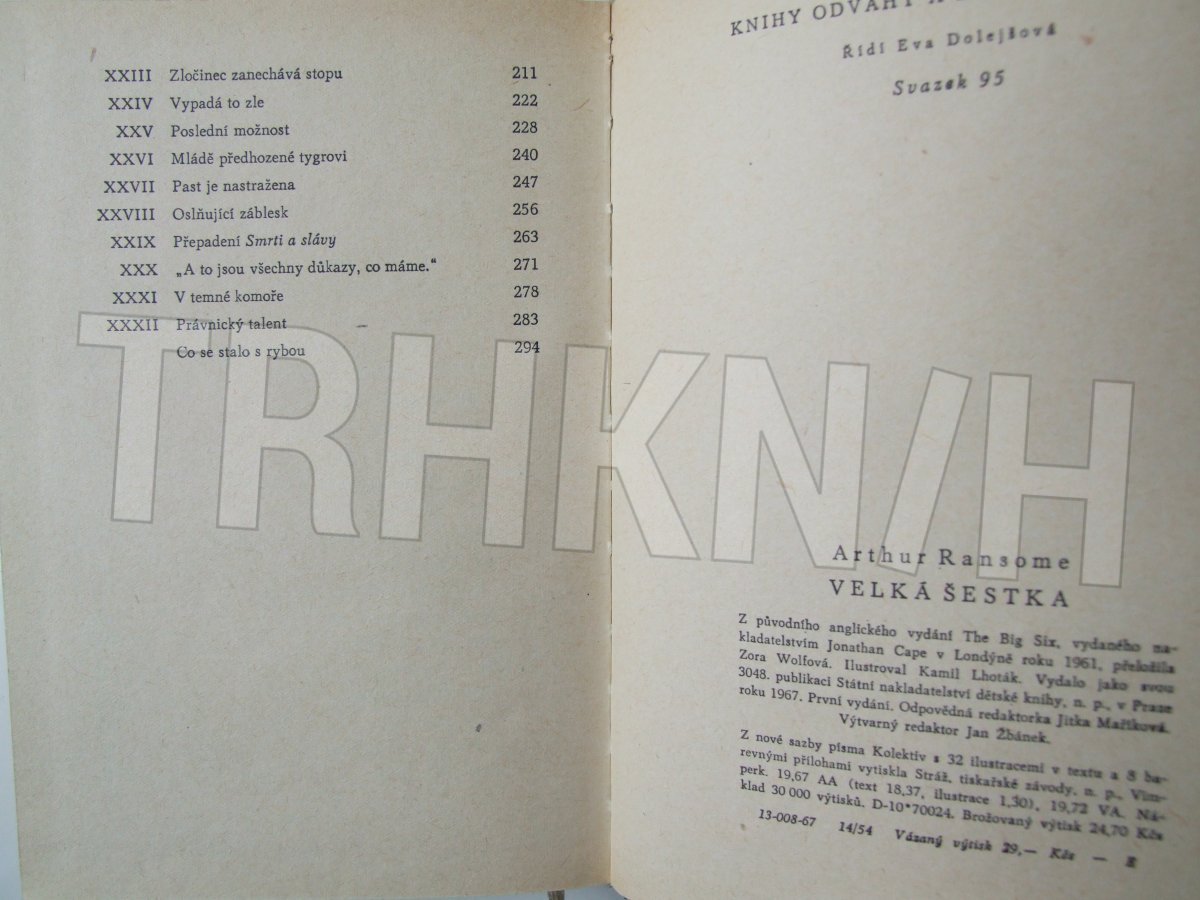 XXIII Zločinec zanechává stopu 211
XXIV Vypadá to zle 222
XXV Poslední možnost 228
XXVI Mládě předhozené tygrovi 240
XXVII Past je nastražena 247
XXVIII Oslňující záblesk 256
XXIX Přepadení Smrti a slávy 263
XXX „A to jsou všechny důkazy, co máme.“ 271
XXXI V temné komoře 278
XXXII Právnický talent 283
Co se stalo s rybou 294
KNIHY ODVAHY A
Řídí Eva Dolejšová
Svazek 95
Arthur Ransome
VELKÁ ŠESTKA
Z původního anglického vydání The Big Six, vydaného na-
kladatelstvím Jonathan Cape v Londýně roku 1961, přeložila
Zora Wolfová. Ilustroval Kamil Lhoták. Vydalo jako svou
3048. publikaci Státní nakladatelství dětské knihy, n. p., v Praze
roku 1967. První vydání. Odpovědná redaktorka Jitka Maříková.
Výtvarný redaktor Jan Žbánek.
Z nové sazby písma Kolektiv s 32 ilustracemi v textu a 8 ba-
revnými přílohami vytiskla Stráž, tiskařské závody, n. p., Vim-
perk. 19,67 AA (text 18,37, ilustrace 1,30), 19,72 VA. Ná-
klad 30 000 výtisků. D-10*70024. Brožovaný výtisk 24,70 Kčs
13-008-67 14/54 Vázaný výtisk 29,— Kčs —
TRHKN/H